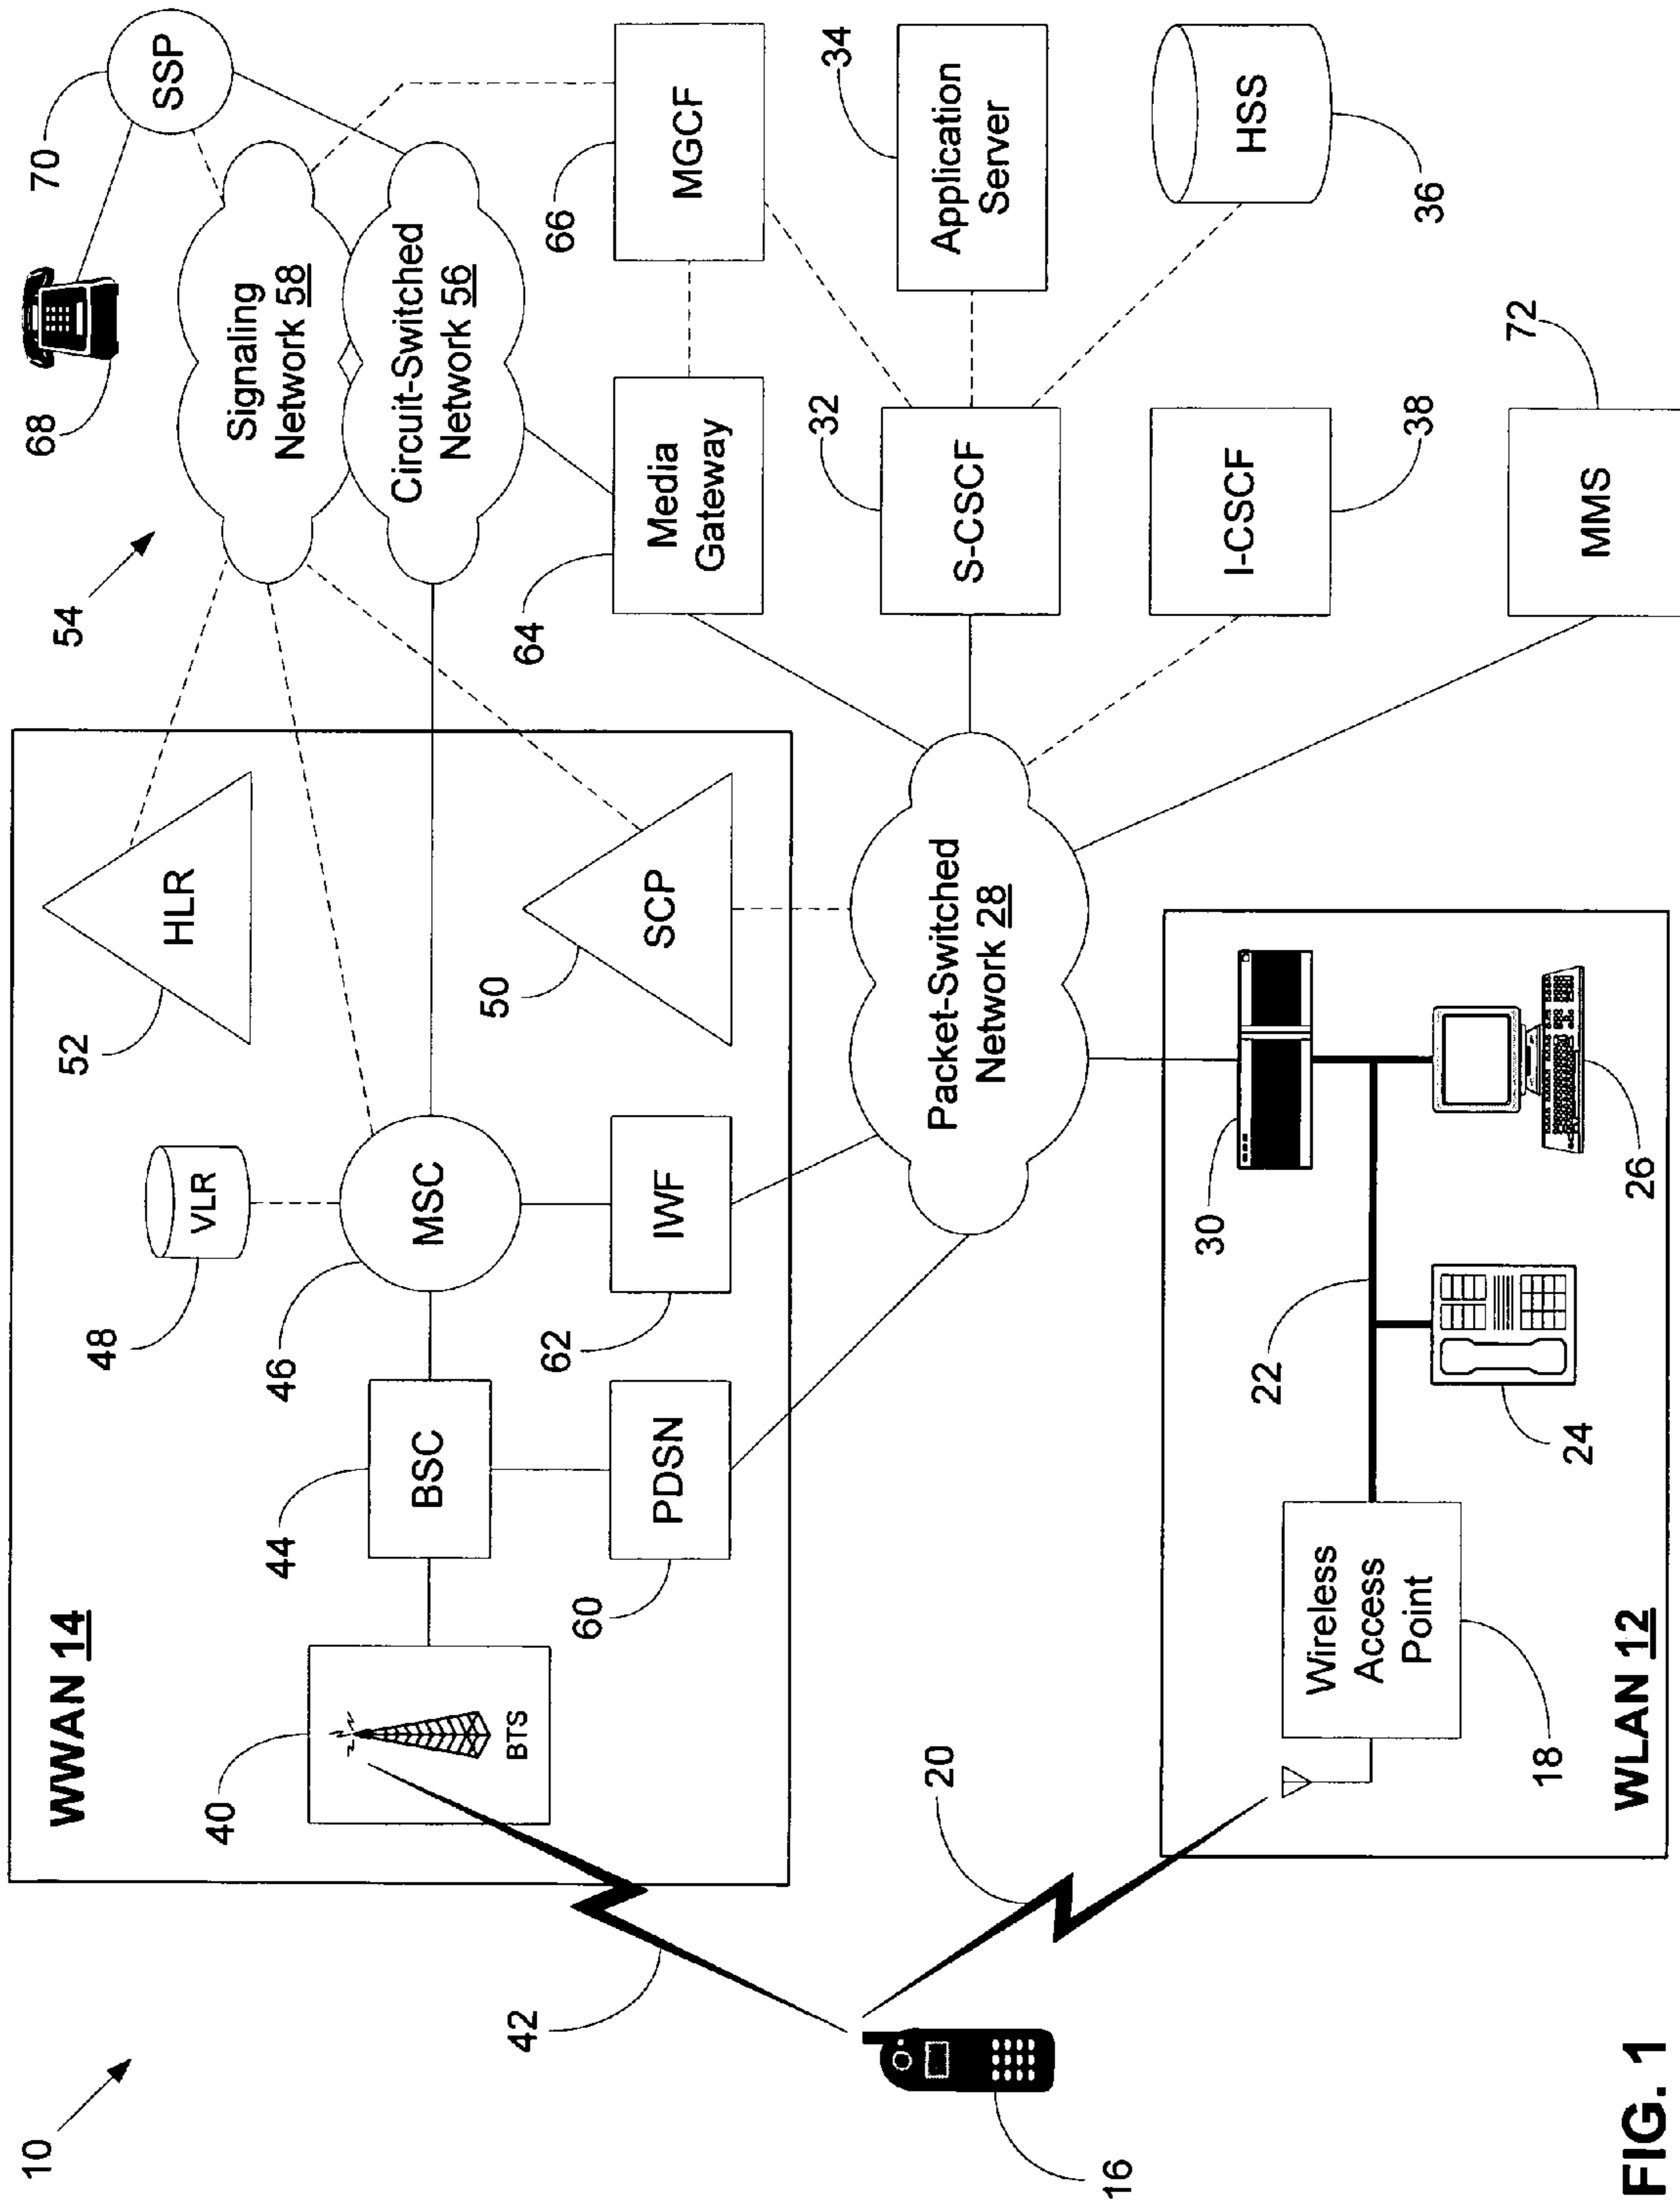 10
WWAN 14
40
BTS
42
16
20
44
BSC
60
PDSN
46
MSC
48
VLR
62
IWF
52
HLR
50
SCP
54
68
70
SSP
Signaling
Network 58
Circuit-Switched
Network 56
64
Media
Gateway
66
MGCF
32
S-CSCF
34
Application
Server
36
HSS
38
I-CSCF
72
MMS
Packet-Switched
Network 28
WLAN 12
Wireless
Access
Point
18
22
24
26
30
FIG. 1